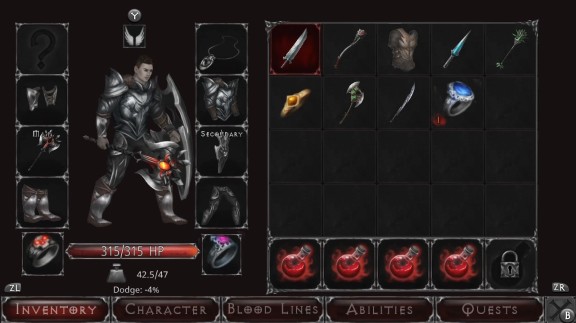 Y
Main
Secondary
315/315 HP
42.5/47
Dodge: -4%
ZL
ZR
Inventory
Character
Blood Lines
Abilities
Quests
B